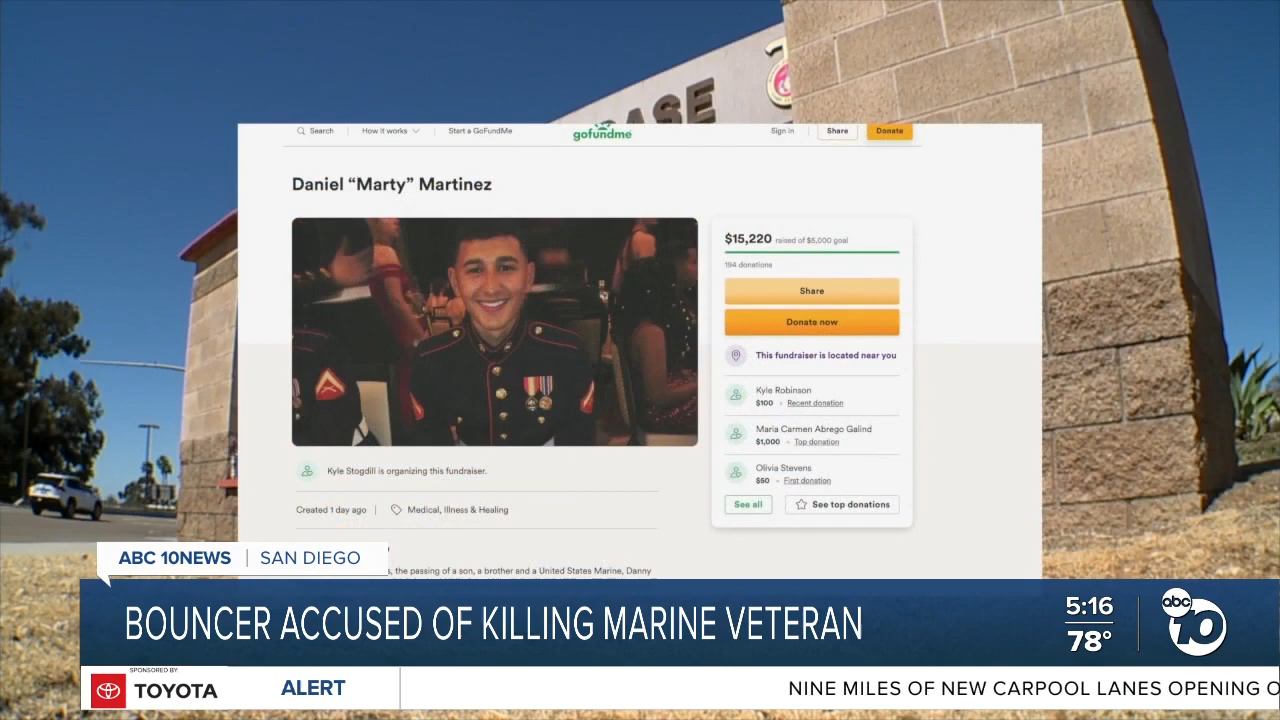 ASE
Search
How it works
Start a GoFundMe
gofundme
Sign in
Share
Donate
Daniel “Marty” Martinez
$15,220 raised of $5,000 goal
194 donations
Share
Donate now
This fundraiser is located near you
Kyle Robinson
$100 • Recent donation
Maria Carmen Abrego Galind
$1,000 • Top donation
Olivia Stevens
$50 • First donation
See all
See top donations
Kyle Stogdill is organizing this fundraiser.
Created 1 day ago
Medical, Illness & Healing
, the passing of a son, a brother and a United States Marine, Danny
ABC 10NEWS | SAN DIEGO
BOUNCER ACCUSED OF KILLING MARINE VETERAN
5:16
78°
abc
10
SPONSORED BY:
TOYOTA
ALERT
NINE MILES OF NEW CARPOOL LANES OPENING O